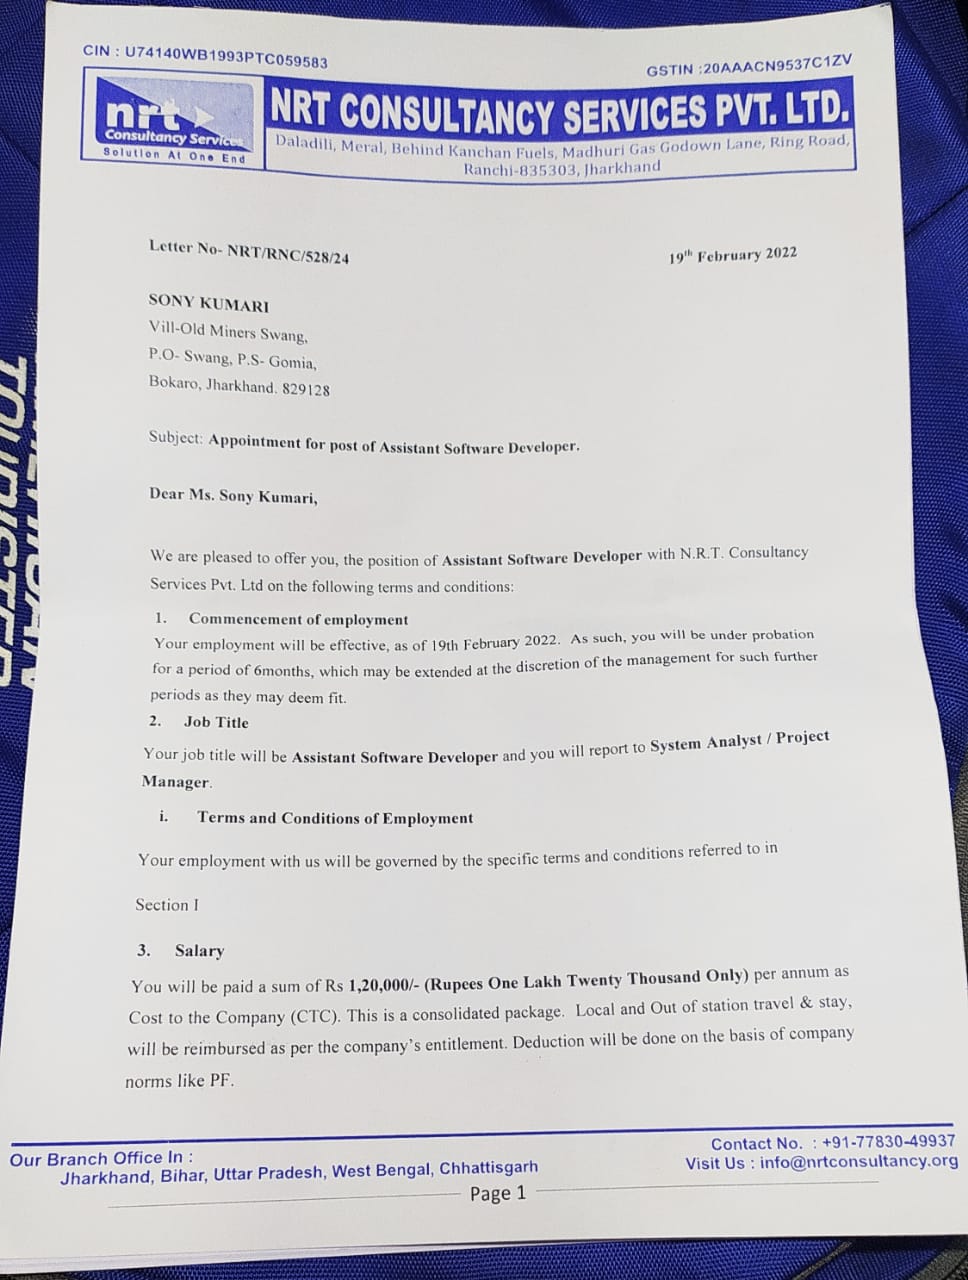 CIN : U74140WB1993PTC059583
GSTIN :20AAACN9537C1ZV
nrt
Consultancy Services
Solution At One End
NRT CONSULTANCY SERVICES PVT. LTD.
Daladili, Meral, Behind Kanchan Fuels, Madhuri Gas Godown Lane, Ring Road,
Ranchi-835303, Jharkhand
Letter No- NRT/RNC/528/24
19th February 2022
SONY KUMARI
Vill-Old Miners Swang,
P.O- Swang, P.S- Gomia,
Bokaro, Jharkhand. 829128
Subject: Appointment for post of Assistant Software Developer.
Dear Ms. Sony Kumari,
We are pleased to offer you, the position of Assistant Software Developer with N.R.T. Consultancy
Services Pvt. Ltd on the following terms and conditions:
1. Commencement of employment
Your employment will be effective, as of 19th February 2022. As such, you will be under probation
for a period of 6months, which may be extended at the discretion of the management for such further
periods as they may deem fit.
2. Job Title
Your job title will be Assistant Software Developer and you will report to System Analyst / Project
Manager.
i. Terms and Conditions of Employment
Your employment with us will be governed by the specific terms and conditions referred to in
Section I
3. Salary
You will be paid a sum of Rs 1,20,000/- (Rupees One Lakh Twenty Thousand Only) per annum as
Cost to the Company (CTC). This is a consolidated package. Local and Out of station travel & stay,
will be reimbursed as per the company's entitlement. Deduction will be done on the basis of company
norms like PF.
Our Branch Office In :
Jharkhand, Bihar, Uttar Pradesh, West Bengal, Chhattisgarh
Contact No. : +91-77830-49937
Visit Us : info@nrtconsultancy.org
Page 1